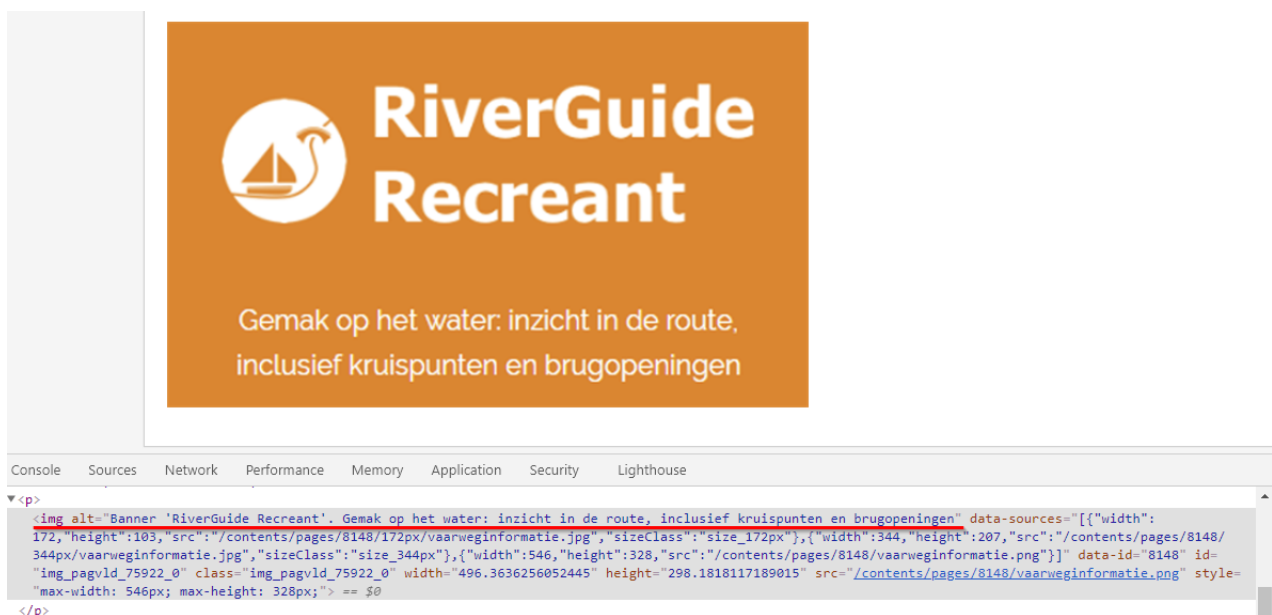 RiverGuide
Recreant
Gemak op het water: inzicht in de route,
inclusief kruispunten en brugopeningen
Console Sources Network Performance Memory Application Security Lighthouse
▼<p>
<img alt="Banner 'RiverGuide Recreant'. Gemak op het water: inzicht in de route, inclusief kruispunten en brugopeningen" data-sources="[{"width":
172,"height":103,"src":"/contents/pages/8148/172px/vaarweginformatie.jpg","sizeClass":"size_172px"},{"width":344,"height":207,"src":"/contents/pages/8148/
344px/vaarweginformatie.jpg","sizeClass":"size_344px"},{"width":546,"height":328,"src":"/contents/pages/8148/vaarweginformatie.png"}]" data-id="8148" id=
"img_pagvld_75922_0" class="img_pagvld_75922_0" width="496.3636256052445" height="298.1818117189015" src="/contents/pages/8148/vaarweginformatie.png" style=
"max-width: 546px; max-height: 328px;"> == $0
</p>